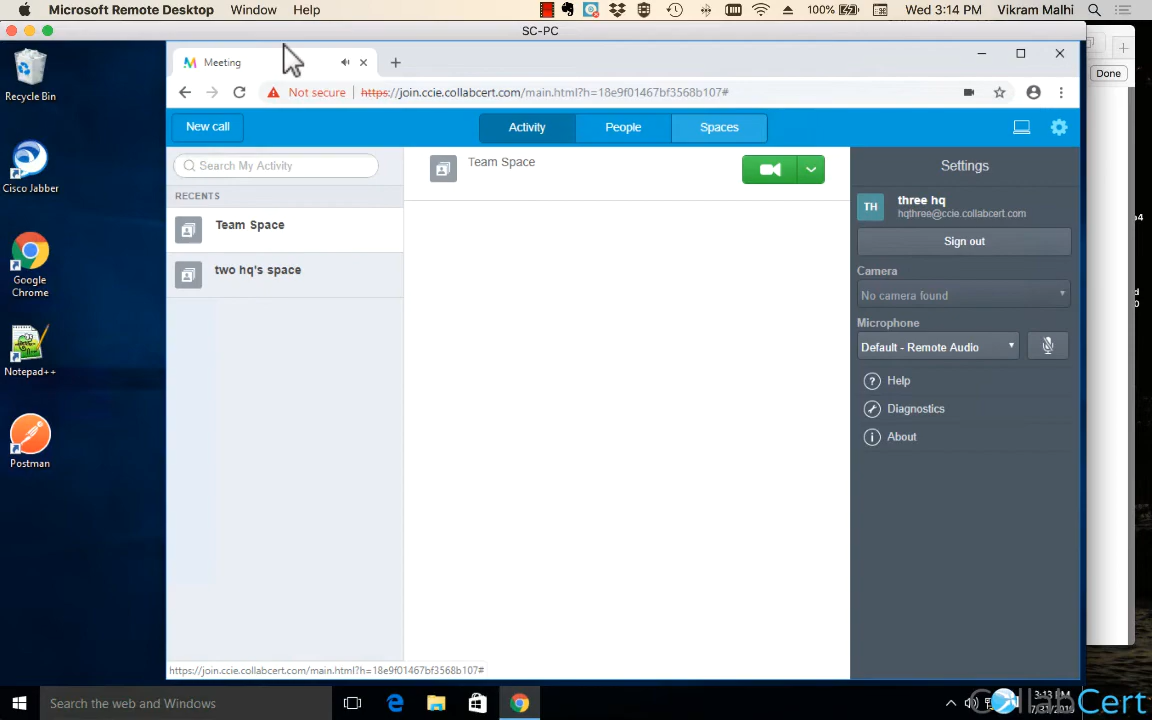 Microsoft Remote Desktop Window Help 100% Wed 3:14 PM Vikram Malhi
SC-PC
Recycle Bin
Cisco Jabber
Google
Chrome
Notepad++
Postman
Meeting
Done
Not secure | https://join.ccie.collabcert.com/main.html?h=18e9f01467bf3568b107#
New call
Activity
People
Spaces
Search My Activity
RECENTS
Team Space
two hq's space
Team Space
Settings
TH
three hq
hqthree@ccie.collabcert.com
Sign out
Camera
No camera found
Microphone
Default - Remote Audio
Help
Diagnostics
About
https://join.ccie.collabcert.com/main.html?h=18e9f01467bf3568b107#
Search the web and Windows
3:13 PM
CollabCert